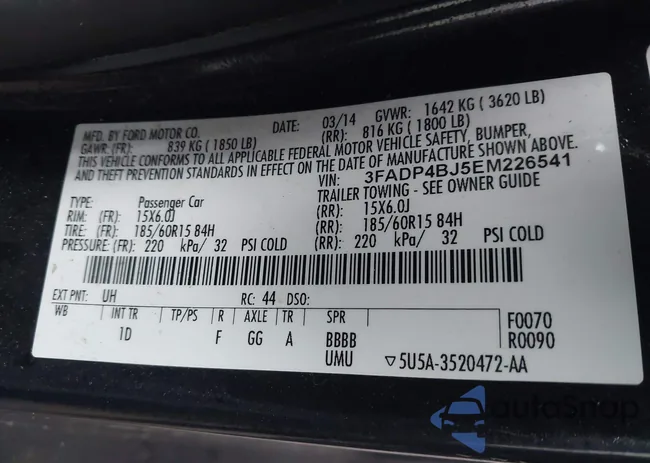 MFD. BY FORD MOTOR CO. DATE: 03/14 GVWR: 1642 KG ( 3620 LB)
GAWR: (FR): 839 KG ( 1850 LB) (RR): 816 KG ( 1800 LB)
THIS VEHICLE CONFORMS TO ALL APPLICABLE FEDERAL MOTOR VEHICLE SAFETY, BUMPER,
AND THEFT PREVENTION STANDARDS IN EFFECT ON THE DATE OF MANUFACTURE SHOWN ABOVE.
VIN: 3FADP4BJ5EM226541
TYPE: Passenger Car TRAILER TOWING - SEE OWNER GUIDE
RIM: (FR): 15X6.0J (RR): 15X6.0J
TIRE: (FR): 185/60R15 84H (RR): 185/60R15 84H
PRESSURE: (FR): 220 kPa/ 32 PSI COLD (RR): 220 kPa/ 32 PSI COLD
EXT PNT: UH RC: 44 DSO:
WB INT TR TP/PS R AXLE TR SPR F0070
1D F GG A BBBB R0090
UMU ▽5U5A-3520472-AA
autoSnap